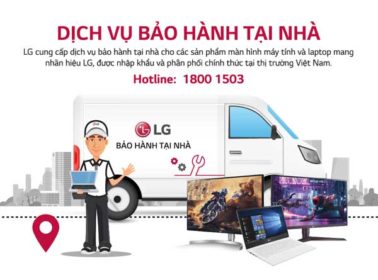 DỊCH VỤ BẢO HÀNH TẠI NHÀ
LG cung cấp dịch vụ bảo hành tại nhà cho các sản phẩm màn hình máy tính và laptop mang
nhãn hiệu LG, được nhập khẩu và phân phối chính thức tại thị trường Việt Nam.
Hotline: 1800 1503
LG
BẢO HÀNH TẠI NHÀ